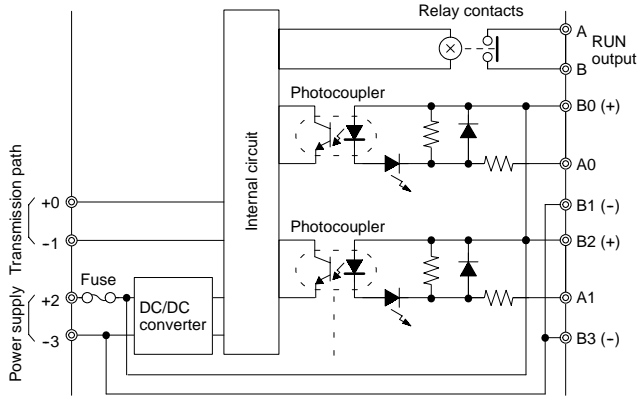 Relay contacts
A
RUN
output
B
Photocoupler
B0 (+)
A0
Internal circuit
Transmission path
+0
−1
B1 (−)
Photocoupler
B2 (+)
Power supply
Fuse
+2
DC/DC
converter
−3
A1
B3 (−)